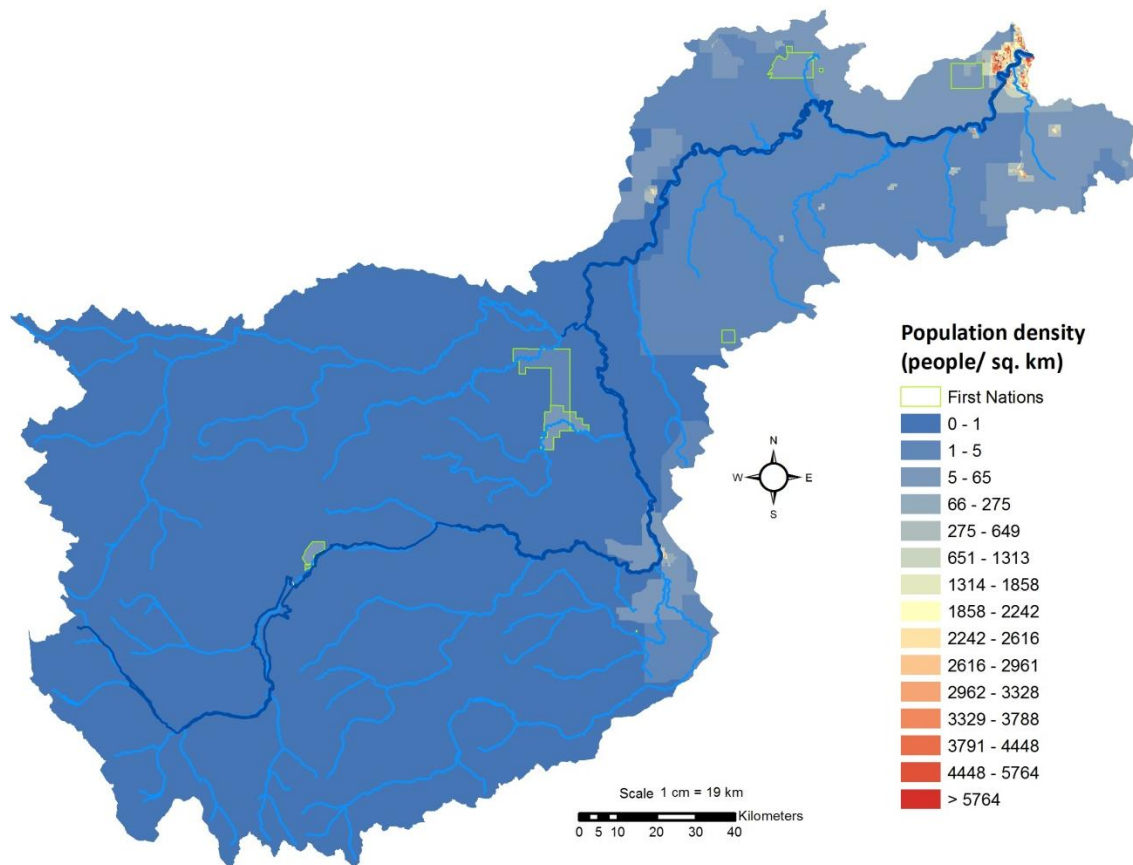 Population density
(people/ sq. km)
First Nations
0 - 1
1 - 5
5 - 65
66 - 275
275 - 649
651 - 1313
1314 - 1858
1858 - 2242
2242 - 2616
2616 - 2961
2962 - 3328
3329 - 3788
3791 - 4448
4448 - 5764
> 5764
N
W E
S
Scale 1 cm = 19 km
Kilometers
0 5 10 20 30 40